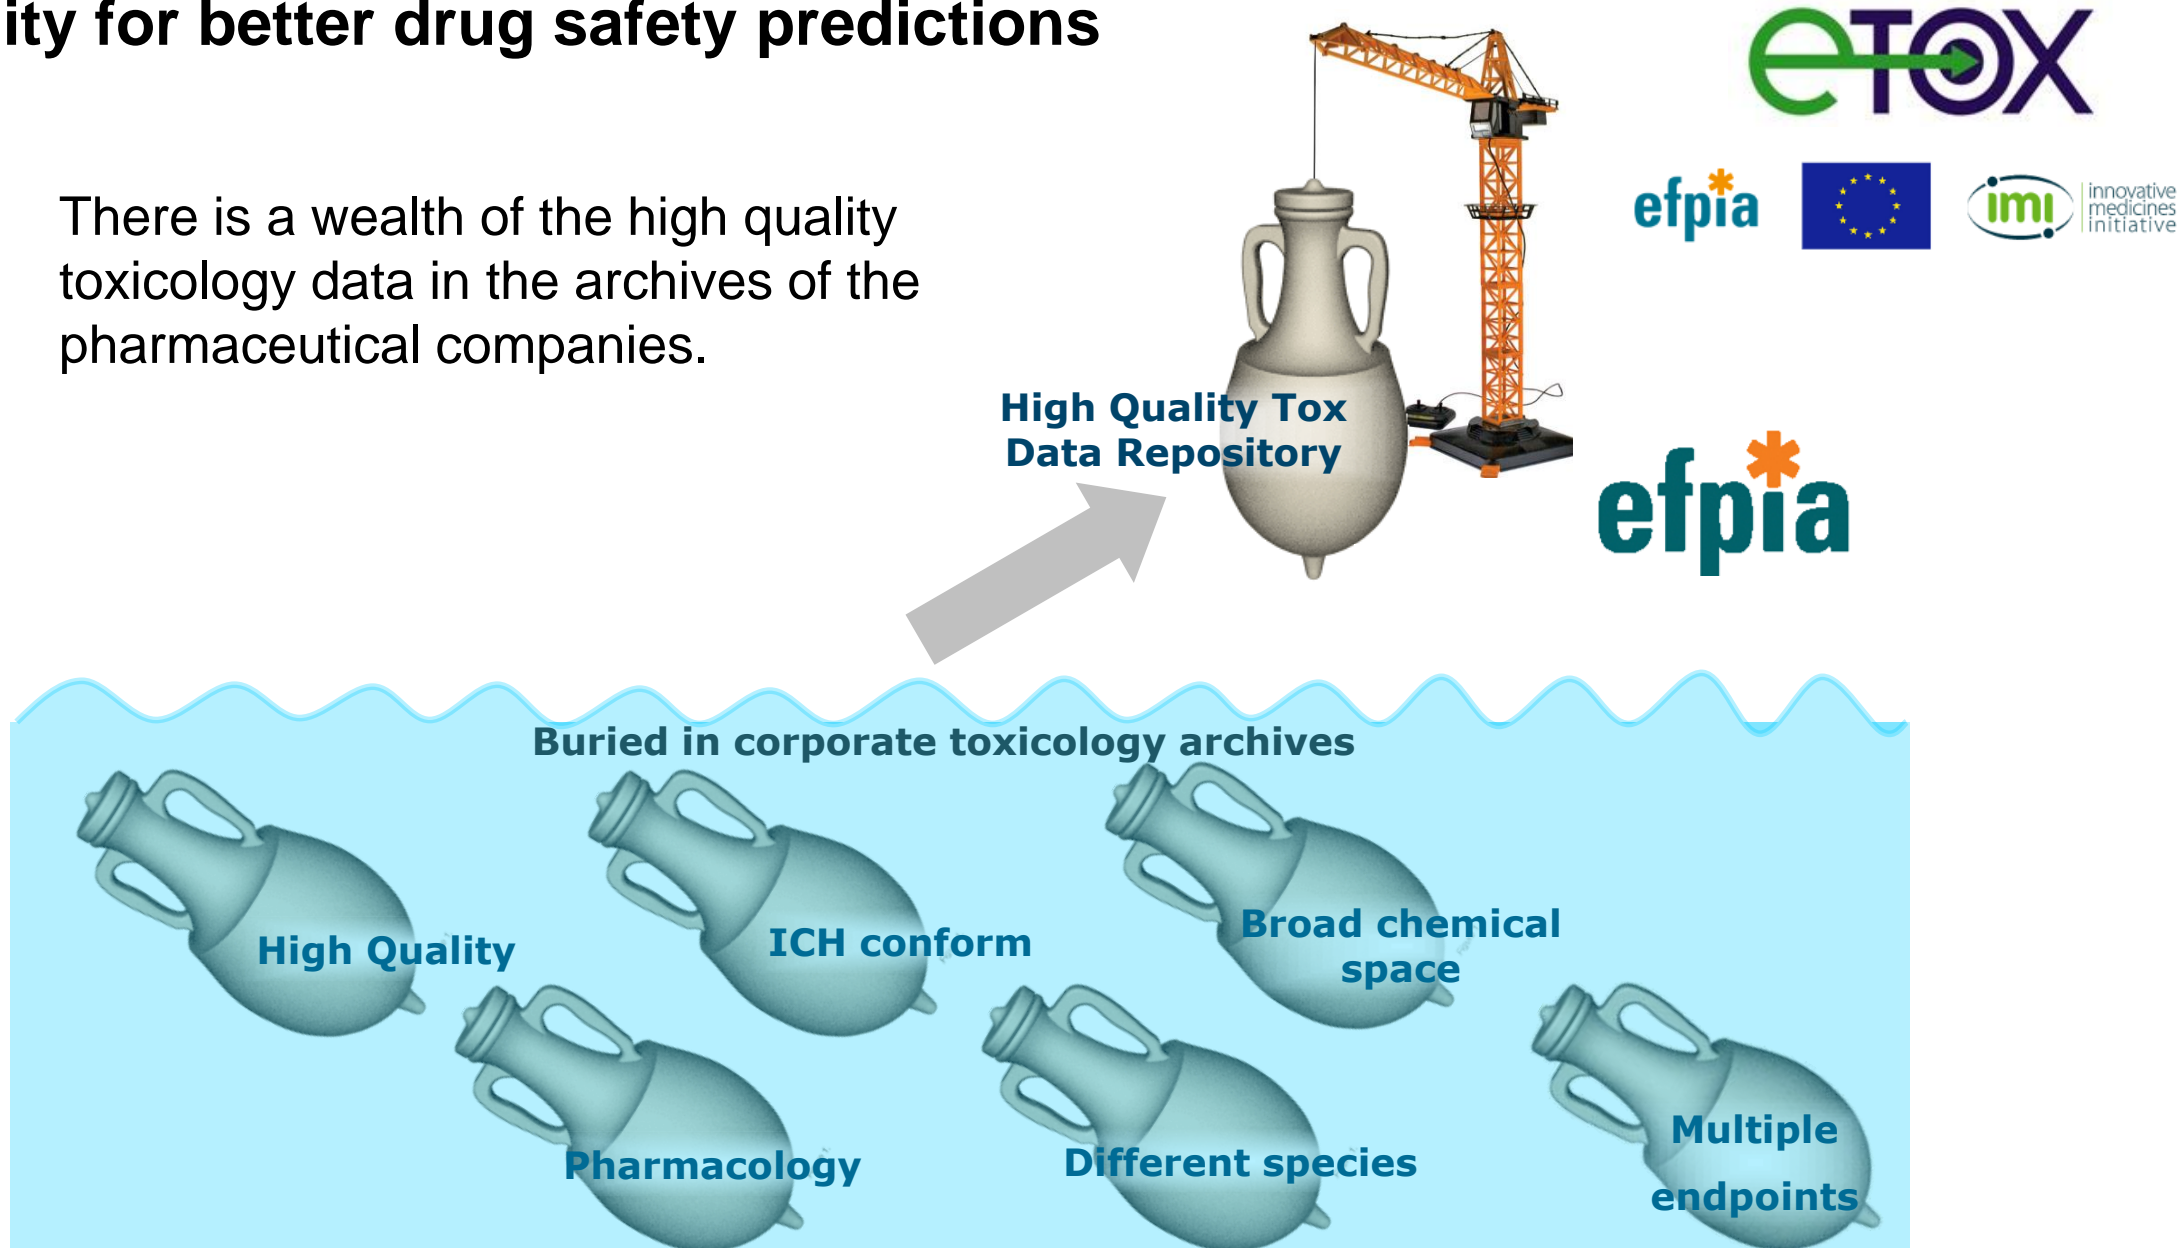 ity for better drug safety predictions
eTOX
efpia
imi
innovative
medicines
initiative
There is a wealth of the high quality
toxicology data in the archives of the
pharmaceutical companies.
High Quality Tox
Data Repository
efpia
Buried in corporate toxicology archives
High Quality
ICH conform
Broad chemical
space
Pharmacology
Different species
Multiple
endpoints